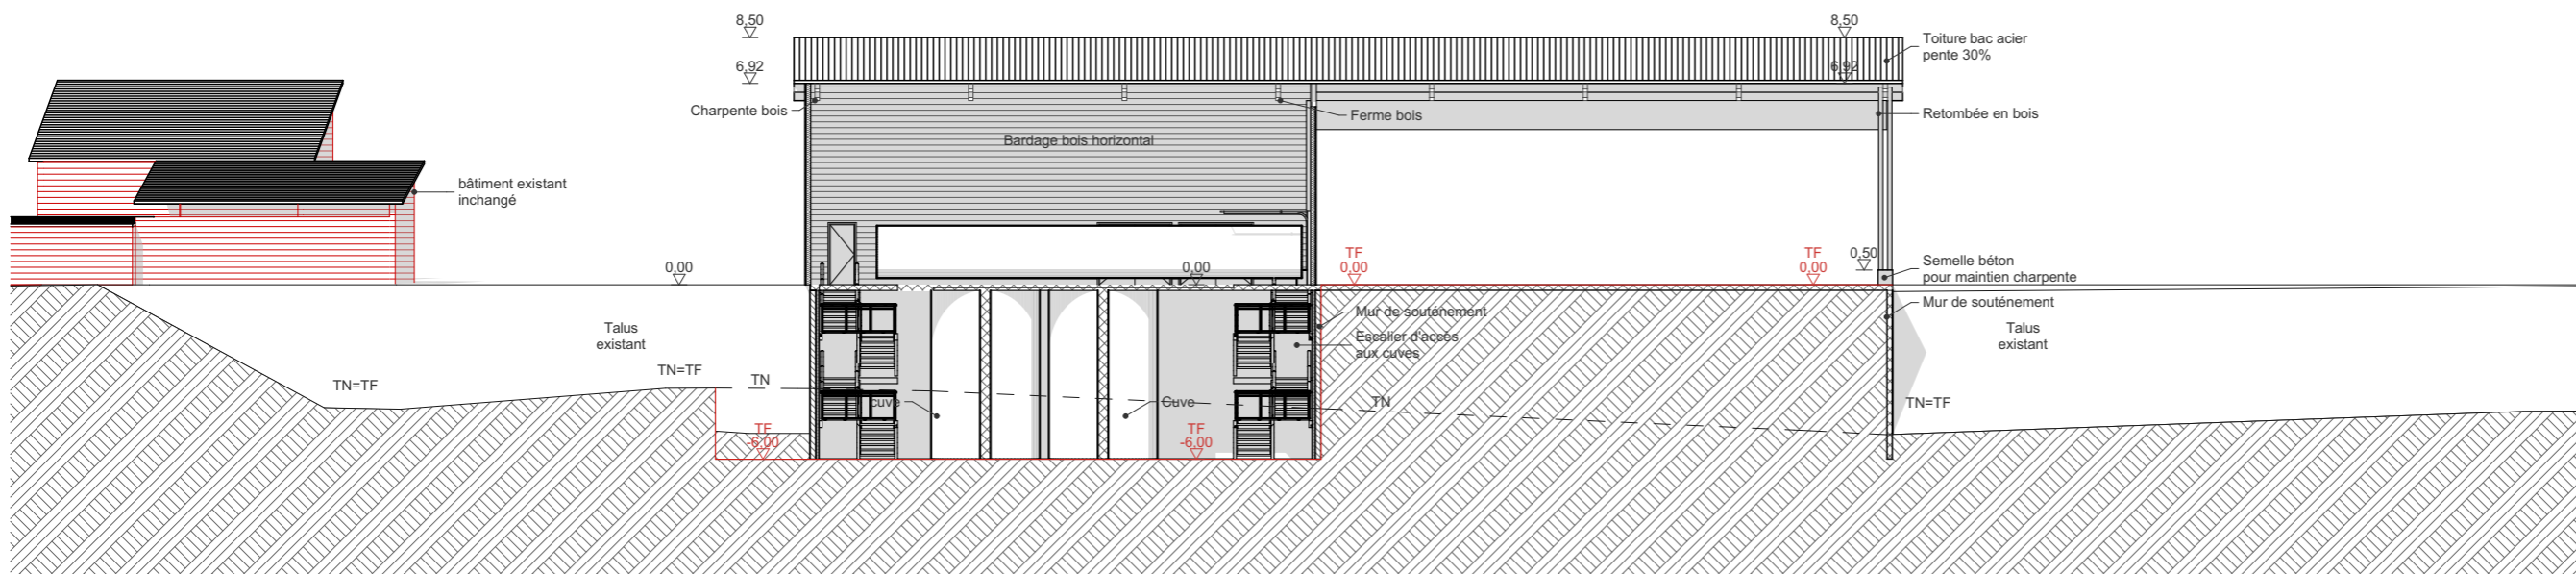 8,50
8,50
Toiture bac acier
pente 30%
6,92
6,92
Charpente bois
Ferme bois
Retombée en bois
Bardage bois horizontal
bâtiment existant
inchangé
0,00
0,00
TF
0,00
TF
0,00
0,50
Semelle béton
pour maintien charpente
Mur de souténement
Mur de souténement
Talus
existant
Escalier d'accès
aux cuves
Talus
existant
TN=TF
TN=TF
TN
cuve
Cuve
TN
TN=TF
TF
-6,00
TF
-6,00